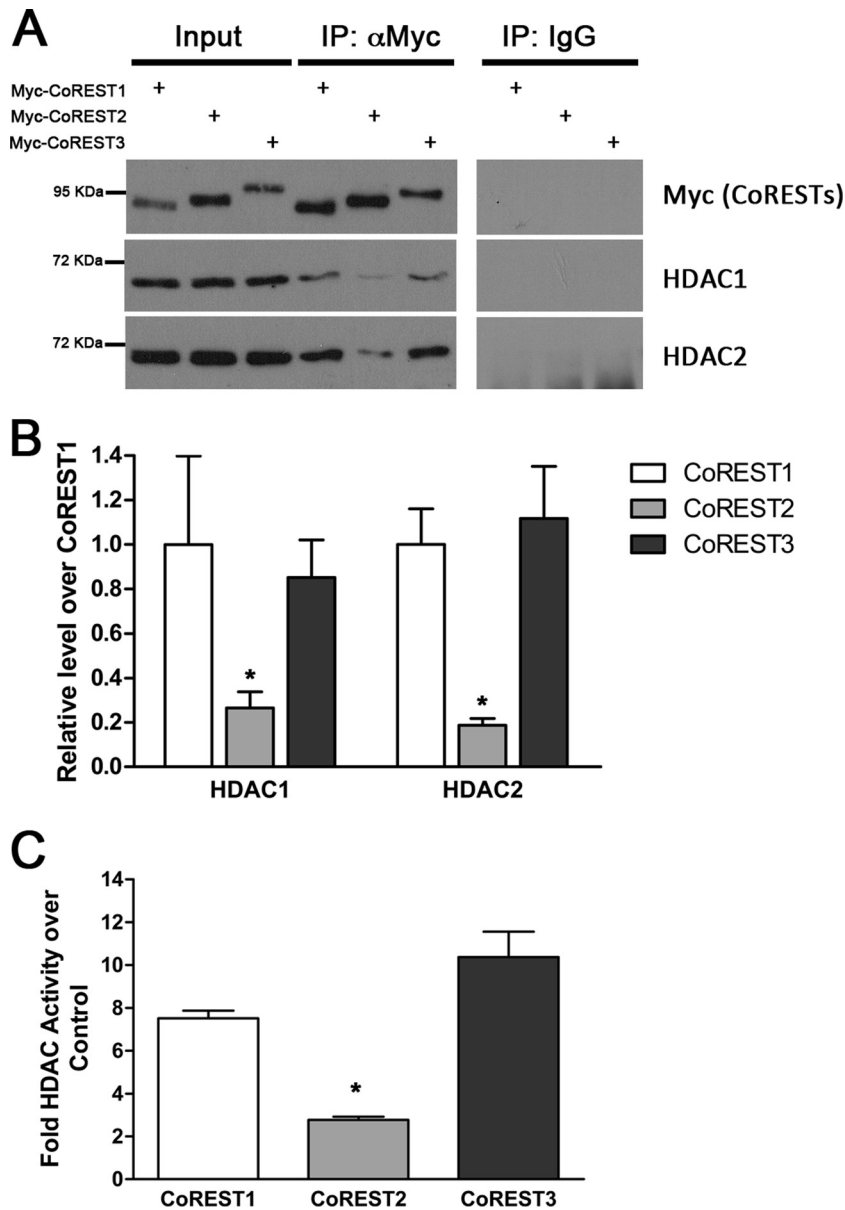 A
Input IP: αMyc IP: IgG
Myc-CoREST1 + + +
Myc-CoREST2 + + +
Myc-CoREST3 + + +
95 KDa Myc (CoRESTs)
72 KDa HDAC1
72 KDa HDAC2
B
Relative level over CoREST1
1.4
1.2
1.0
0.8
0.6
0.4
0.2
0.0
* *
HDAC1 HDAC2
CoREST1
CoREST2
CoREST3
C
Fold HDAC Activity over
Control
14
12
10
8
6
4
2
0
*
CoREST1 CoREST2 CoREST3